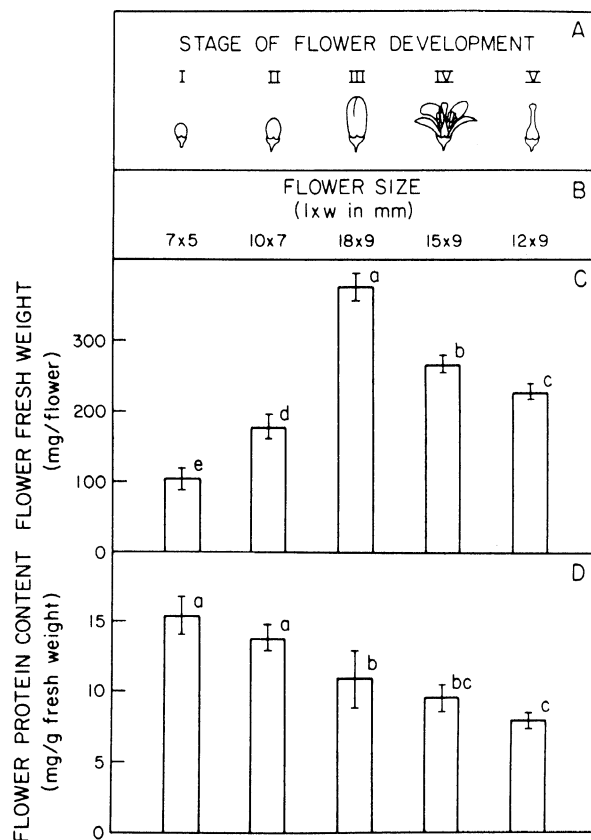 A
STAGE OF FLOWER DEVELOPMENT
I II III IV V
B
FLOWER SIZE
(lxw in mm)
7x5 10x7 18x9 15x9 12x9
C
FLOWER FRESH WEIGHT
(mg/flower)
300
200
100
0
e d a b c
D
FLOWER PROTEIN CONTENT
(mg/g fresh weight)
15
10
5
0
a a b bc c